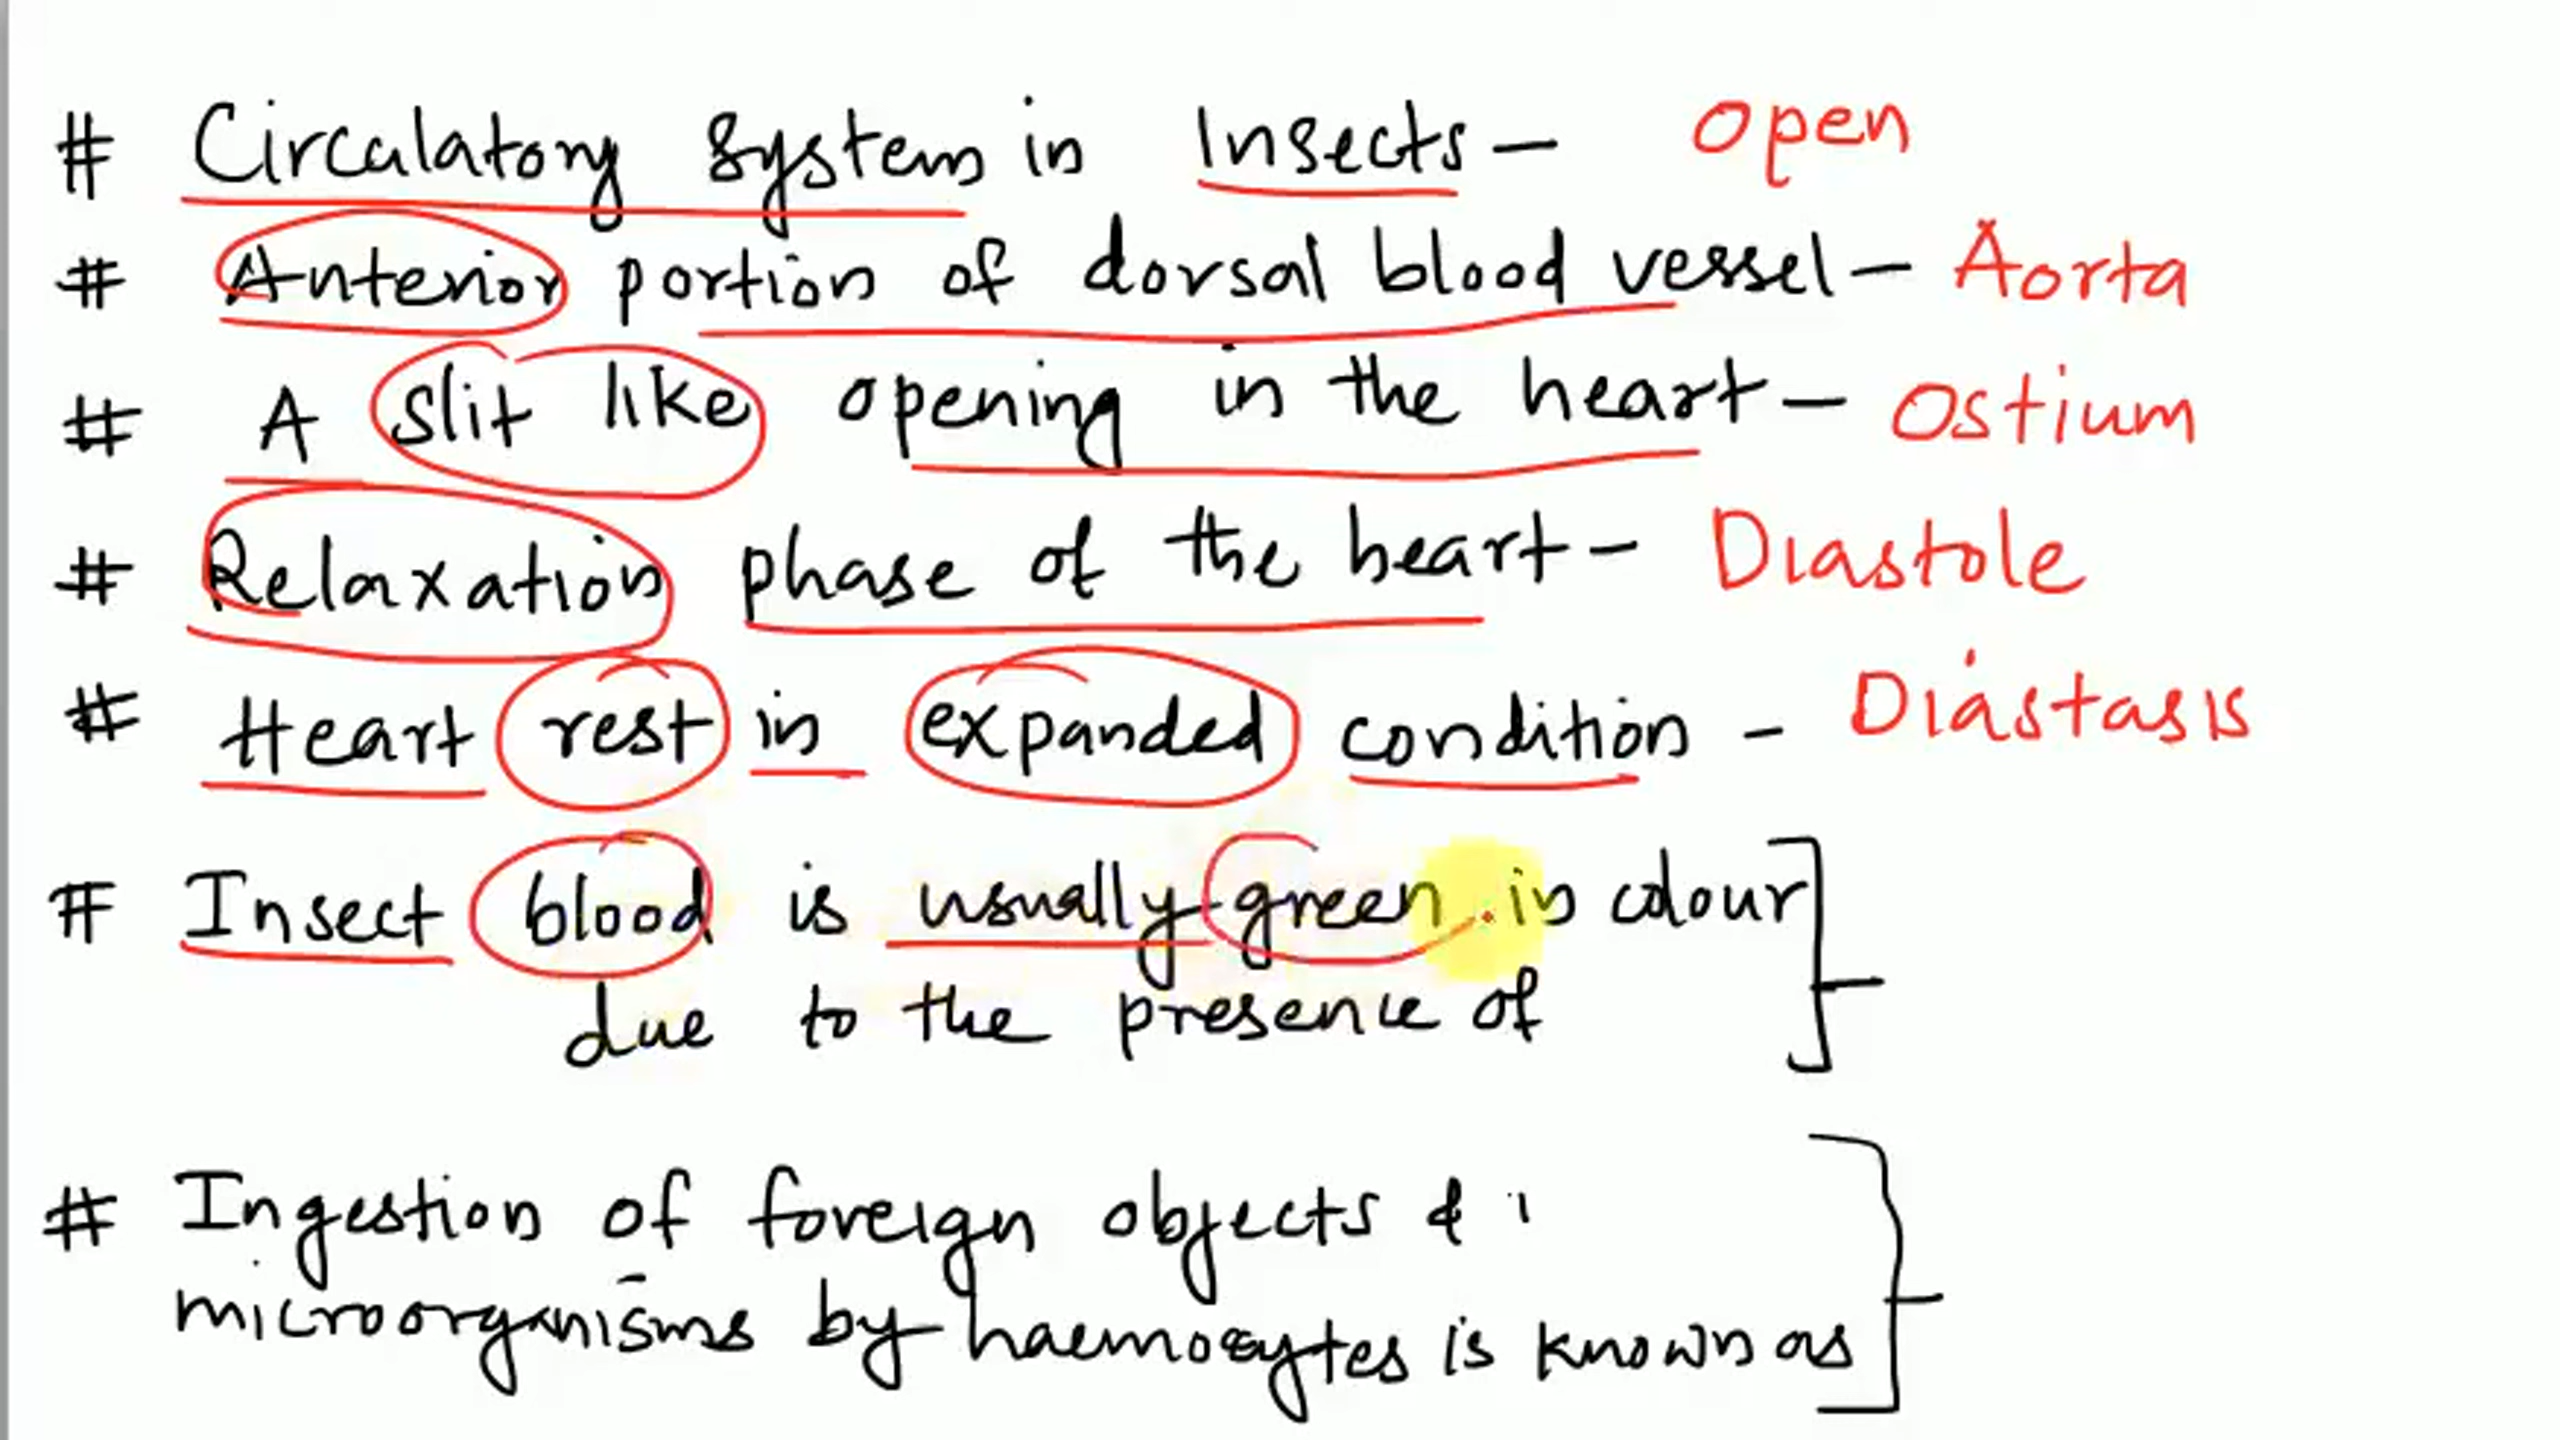 # Circalatory system in Insects - Open
# Anterior portion of dorsal blood vessel - Aorta
# A slit like opening in the heart - Ostium
# Relaxation phase of the heart - Diastole
# Heart rest in expanded condition - Diastasis
# Insect blood is usually green in colour
due to the presence of
# Ingestion of foreign objects &
microorganisms by haemocytes is known as